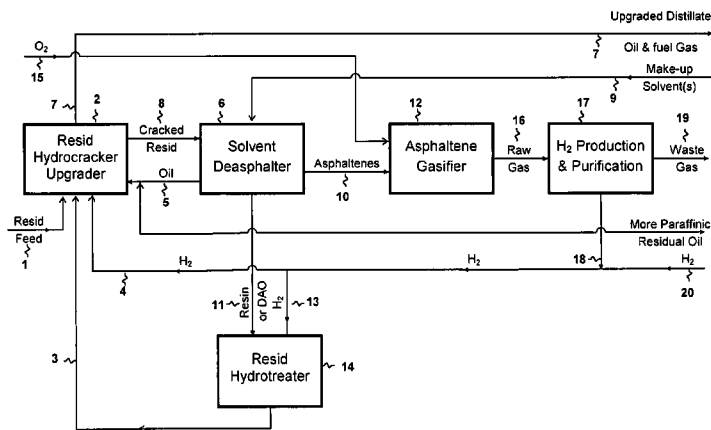 Upgraded Distillate
7
Oil & fuel Gas
O₂
15
Make-up
Solvent(s)
9
7
2
8
6
12
16
17
19
Resid
Hydrocracker
Upgrader
Cracked
Resid
Solvent
Deasphalter
Asphaltenes
10
Asphaltene
Gasifier
Raw
Gas
H₂ Production
& Purification
Waste
Gas
Oil
5
Resid
Feed
1
More Paraffinic
Residual Oil
4
H₂
H₂
18
H₂
20
11
Resin
or DAO
H₂
13
3
Resid
Hydrotreater
14